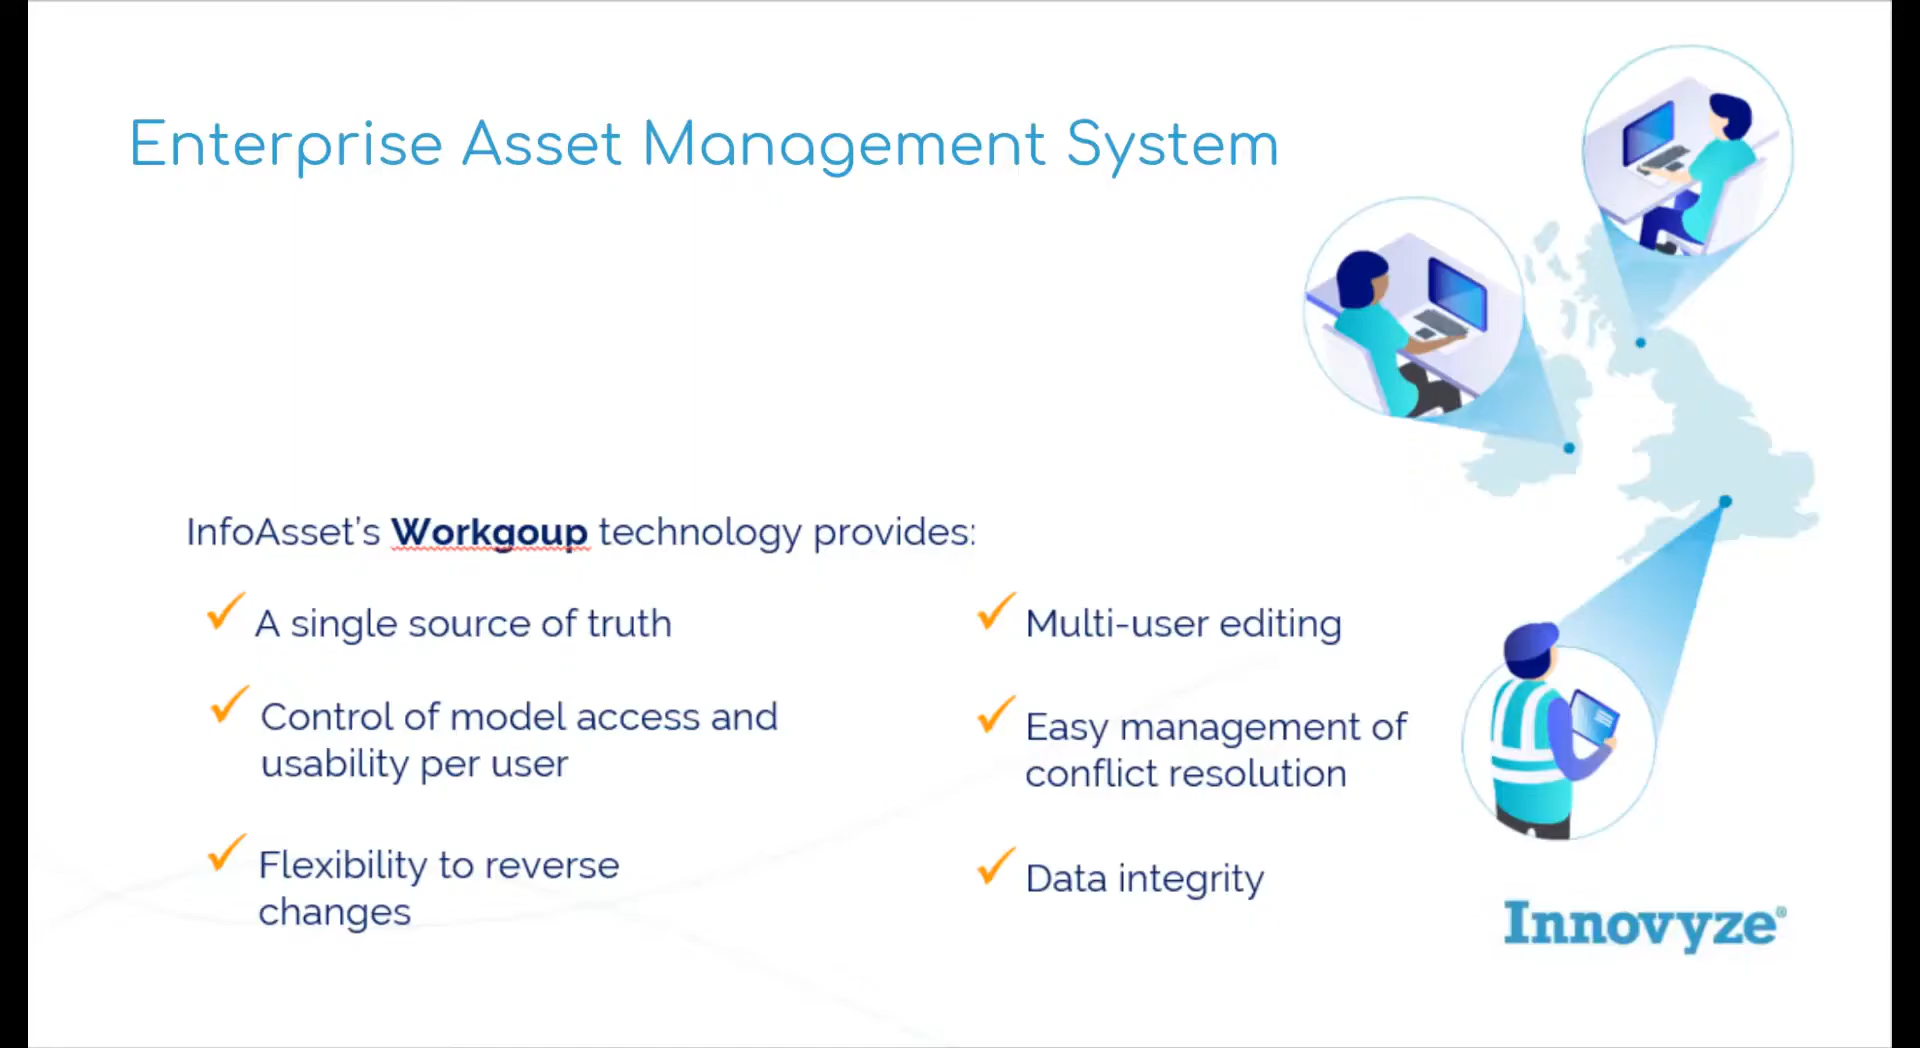 Enterprise Asset Management System
InfoAsset's Workgoup technology provides:
✓ A single source of truth
✓ Control of model access and
usability per user
✓ Flexibility to reverse
changes
✓ Multi-user editing
✓ Easy management of
conflict resolution
✓ Data integrity
Innovyze®